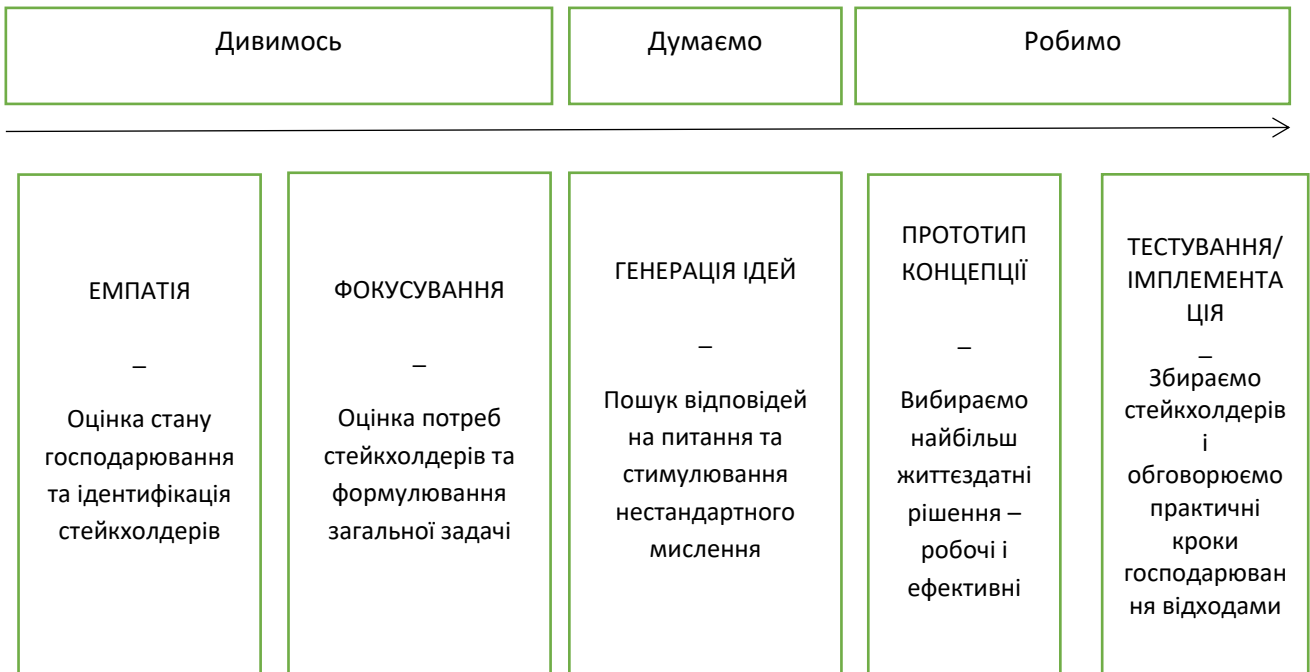 Дивимось
Думаємо
Робимо
ЕМПАТІЯ
–
Оцінка стану
господарювання
та ідентифікація
стейкхолдерів
ФОКУСУВАННЯ
–
Оцінка потреб
стейкхолдерів та
формулювання
загальної задачі
ГЕНЕРАЦІЯ ІДЕЙ
–
Пошук відповідей
на питання та
стимулювання
нестандартного
мислення
ПРОТОТИП
КОНЦЕПЦІЇ
–
Вибираємо
найбільш
життєздатні
рішення –
робочі і
ефективні
ТЕСТУВАННЯ/
ІМПЛЕМЕНТА
ЦІЯ
–
Збираємо
стейкхолдерів
і
обговорюємо
практичні
кроки
господарюван
ня відходами